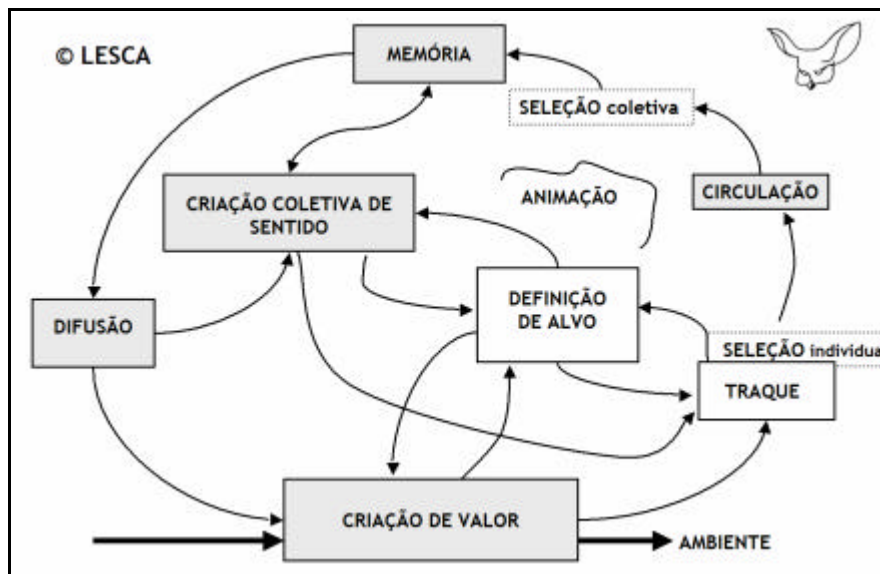 © LESCA
MEMÓRIA
SELEÇÃO coletiva
CRIAÇÃO COLETIVA DE
SENTIDO
ANIMAÇÃO
CIRCULAÇÃO
DIFUSÃO
DEFINIÇÃO
DE ALVO
SELEÇÃO individua
TRAQUE
CRIAÇÃO DE VALOR
AMBIENTE